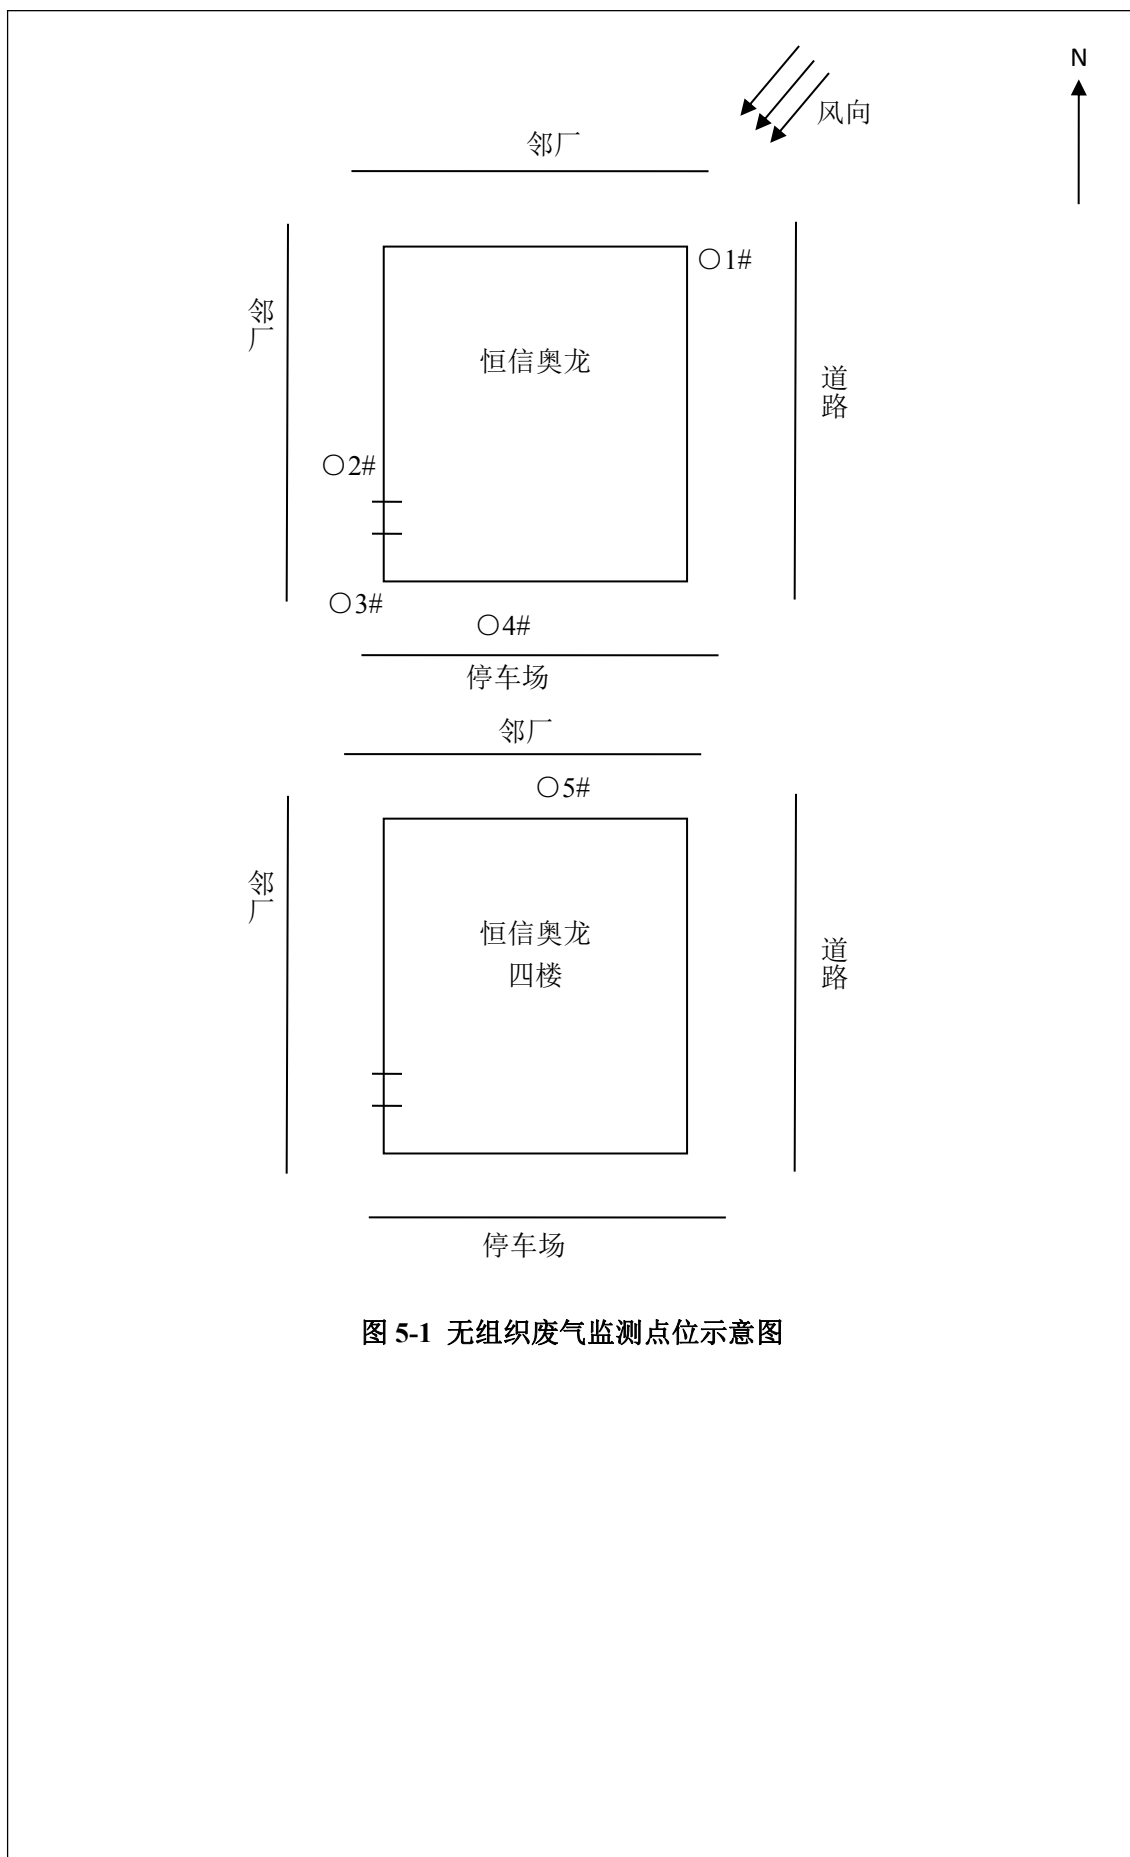 N
风向
邻厂
○1#
邻厂
恒信奥龙
道路
○2#
○3#
○4#
停车场
邻厂
○5#
邻厂
恒信奥龙
四楼
道路
停车场
图 5-1 无组织废气监测点位示意图